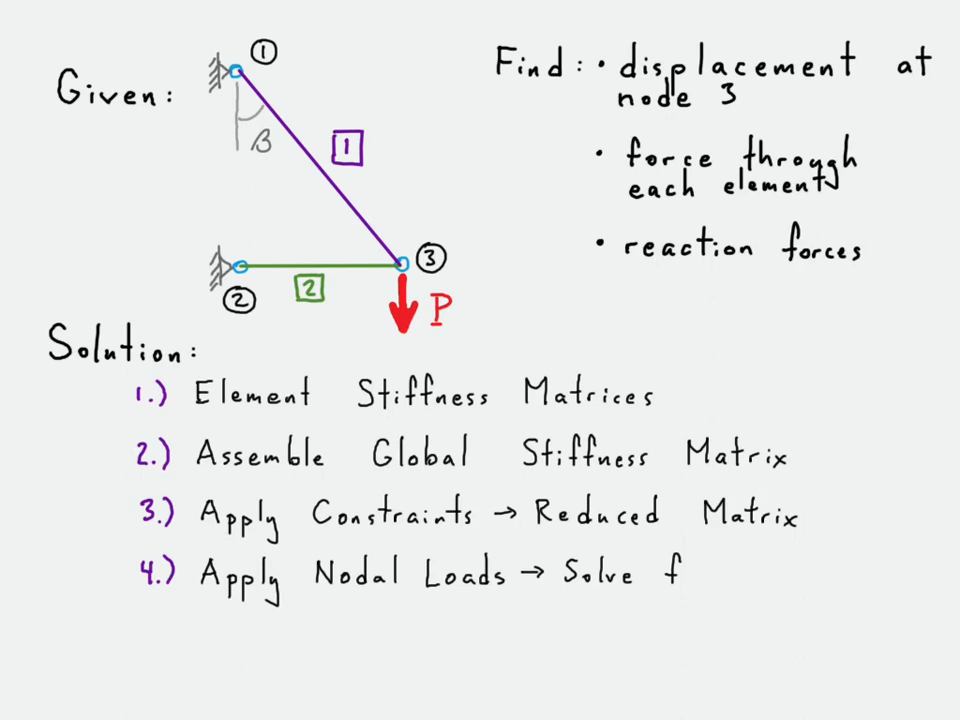 Given:
1
β
1
2
2
3
P
Find: • displacement at
node 3
• force through
each element
• reaction forces
Solution:
1.) Element Stiffness Matrices
2.) Assemble Global Stiffness Matrix
3.) Apply Constraints → Reduced Matrix
4.) Apply Nodal Loads → Solve f